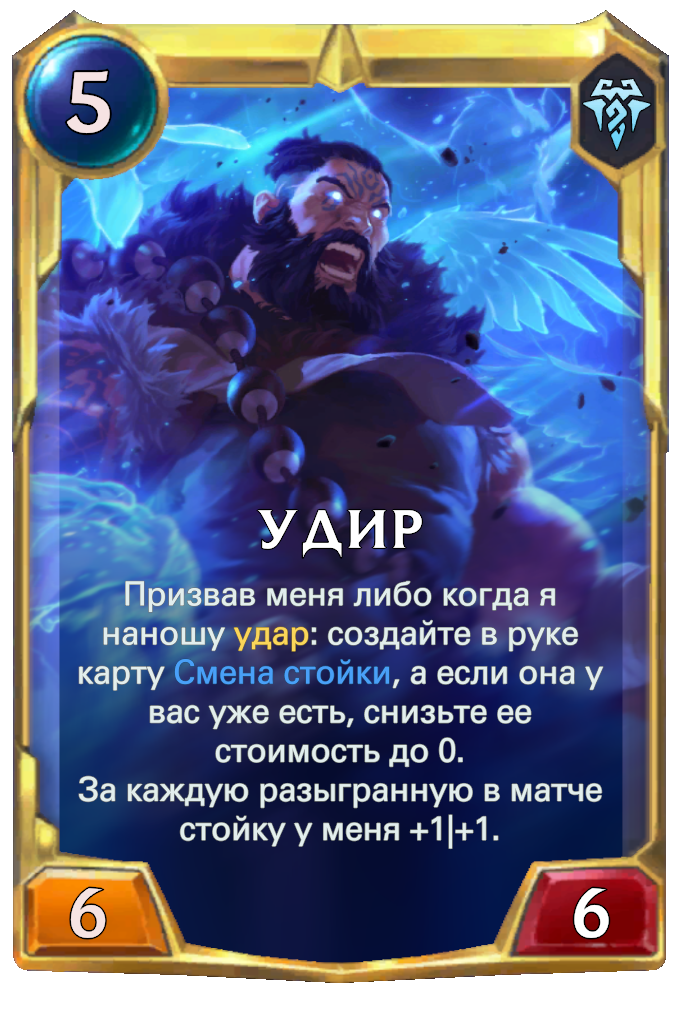 5
УДИР
Призвав меня либо когда я
наношу удар: создайте в руке
карту Смена стойки, а если она у
вас уже есть, снизьте ее
стоимость до 0.
За каждую разыгранную в матче
стойку у меня +1|+1.
6
6